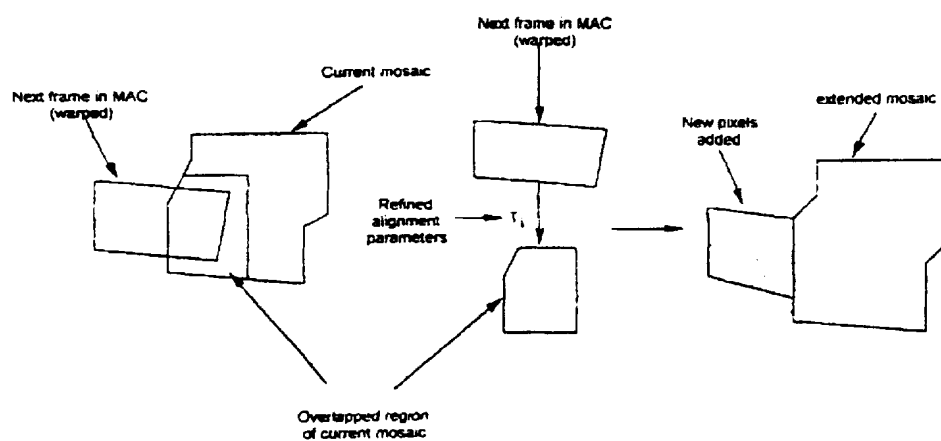 Next frame in MAC
(warped)
Current mosaic
Next frame in MAC
(warped)
extended mosaic
New pixels
added
Refined
alignment
parameters
T i
Overlapped region
of current mosaic